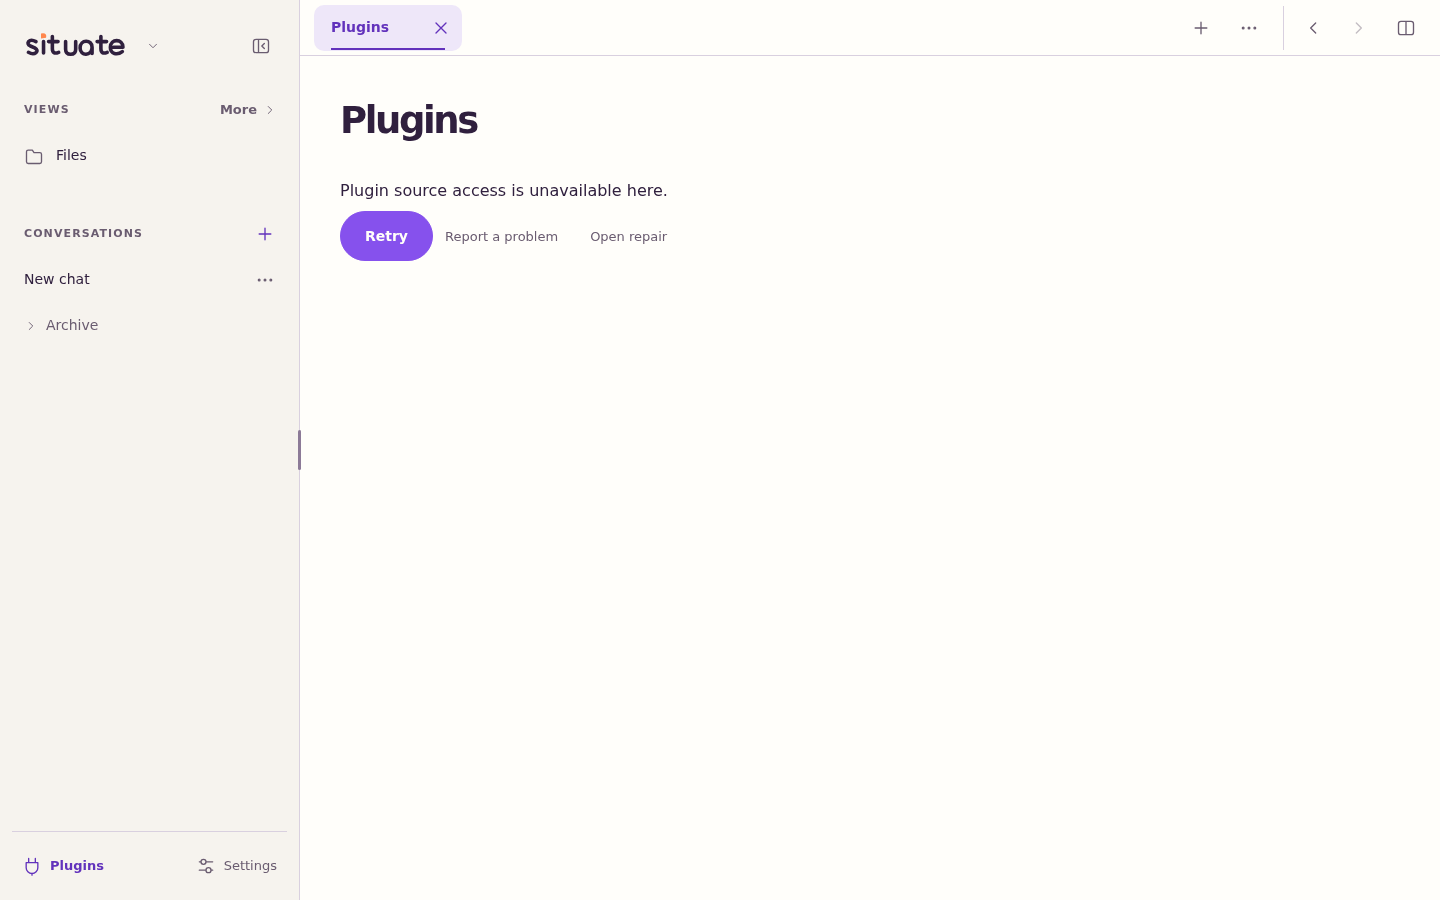 situate
VIEWS
More
Files
CONVERSATIONS
New chat
Archive
Plugins
Settings
Plugins
Plugins
Plugin source access is unavailable here.
Retry
Report a problem
Open repair